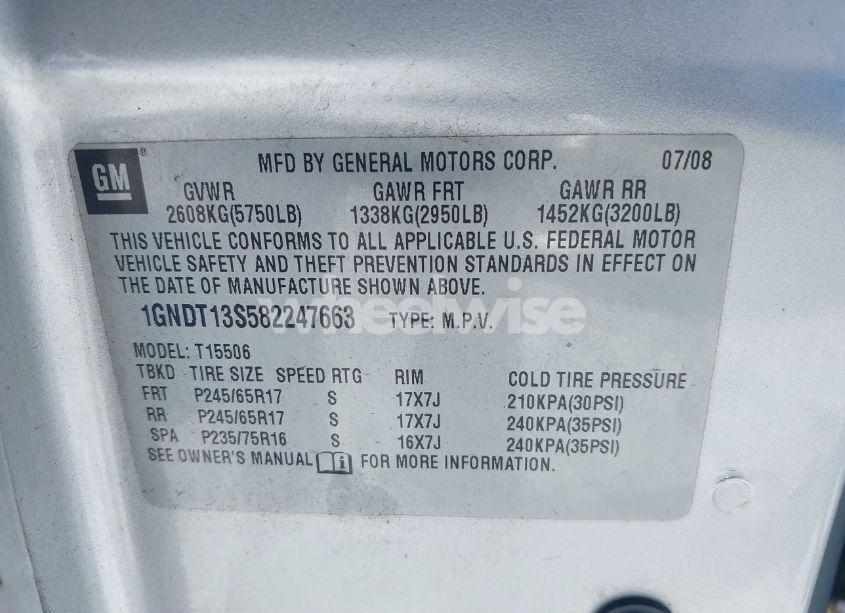 GM® MFD BY GENERAL MOTORS CORP. 07/08
GVWR GAWR FRT GAWR RR
2608KG(5750LB) 1338KG(2950LB) 1452KG(3200LB)
THIS VEHICLE CONFORMS TO ALL APPLICABLE U.S. FEDERAL MOTOR
VEHICLE SAFETY AND THEFT PREVENTION STANDARDS IN EFFECT ON
THE DATE OF MANUFACTURE SHOWN ABOVE.
wheelwise
1GNDT13S582247663 TYPE: M.P.V.
MODEL: T15506
TBKD TIRE SIZE SPEED RTG RIM COLD TIRE PRESSURE
FRT P245/65R17 S 17X7J 210KPA(30PSI)
RR P245/65R17 S 17X7J 240KPA(35PSI)
SPA P235/75R16 S 16X7J 240KPA(35PSI)
SEE OWNER'S MANUAL FOR MORE INFORMATION.